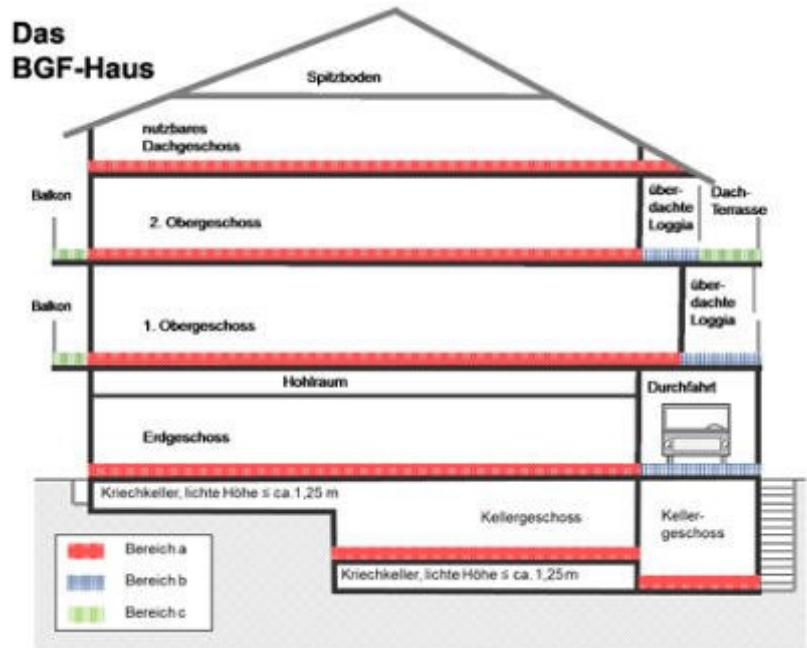 Das
BGF-Haus
Spitzboden
nutzbares
Dachgeschoss
Balkon
2. Obergeschoss
über-
dachte
Loggia
Dach-
Terrasse
Balkon
1. Obergeschoss
über-
dachte
Loggia
Hohlraum
Durchfahrt
Erdgeschoss
Kriechkeller, lichte Höhe ≤ ca. 1,25 m
Kellergeschoss
Keller-
geschoss
Kriechkeller, lichte Höhe ≤ ca. 1,25 m
Bereich a
Bereich b
Bereich c